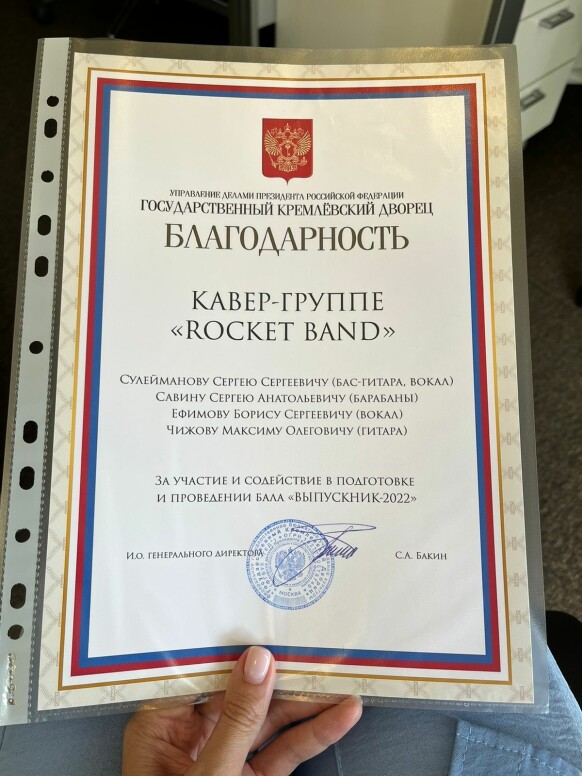 УПРАВЛЕНИЕ ДЕЛАМИ ПРЕЗИДЕНТА РОССИЙСКОЙ ФЕДЕРАЦИИ
ГОСУДАРСТВЕННЫЙ КРЕМЛЁВСКИЙ ДВОРЕЦ
БЛАГОДАРНОСТЬ
КАВЕР-ГРУППЕ
«ROCKET BAND»
СУЛЕЙМАНОВУ СЕРГЕЮ СЕРГЕЕВИЧУ (БАС-ГИТАРА, ВОКАЛ)
САВИНУ СЕРГЕЮ АНАТОЛЬЕВИЧУ (БАРАБАНЫ)
ЕФИМОВУ БОРИСУ СЕРГЕЕВИЧУ (ВОКАЛ)
ЧИЖОВУ МАКСИМУ ОЛЕГОВИЧУ (ГИТАРА)
ЗА УЧАСТИЕ И СОДЕЙСТВИЕ В ПОДГОТОВКЕ
И ПРОВЕДЕНИИ БАЛА «ВЫПУСКНИК-2022»
И.О. ГЕНЕРАЛЬНОГО ДИРЕКТОРА
С.А. БАКИН
МОСКВА